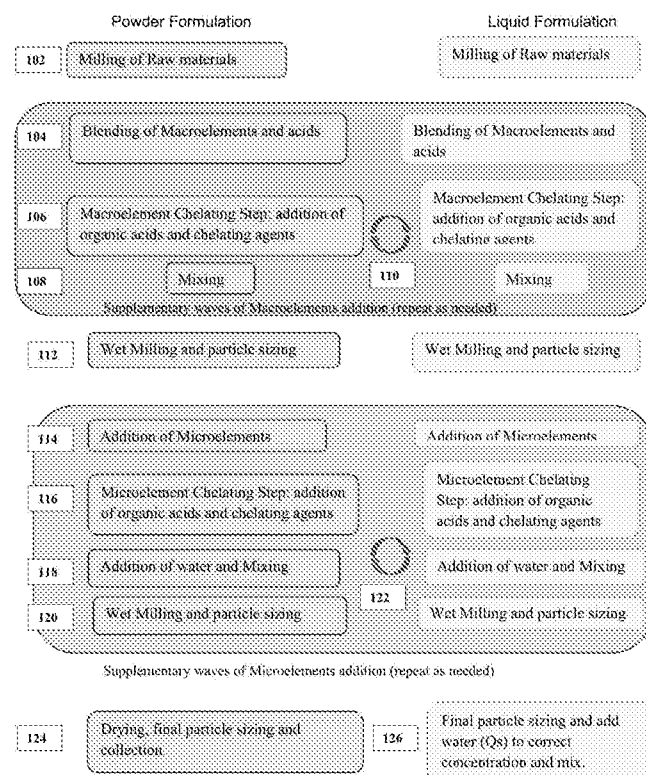 Powder Formulation
Liquid Formulation
102
Milling of Raw materials
Milling of Raw materials
104
Blending of Macroelements and acids
Blending of Macroelements and
acids
106
Macroelement Chelating Step: addition of
organic acids and chelating agents
Macroelement Chelating Step:
addition of organic acids and
chelating agents
108
Mixing
110
Mixing
Supplementary waves of Macroelements addition (repeat as needed)
112
Wet Milling and particle sizing
Wet Milling and particle sizing
114
Addition of Microelements
Addition of Microelements
116
Microelement Chelating Step: addition
of organic acids and chelating agents
Microelement Chelating
Step: addition of organic
acids and chelating agents
118
Addition of water and Mixing
Addition of water and Mixing
122
120
Wet Milling and particle sizing
Wet Milling and particle sizing
Supplementary waves of Microelements addition (repeat as needed)
124
Drying, final particle sizing and
collection
126
Final particle sizing and add
water (Qs) to correct
concentration and mix.